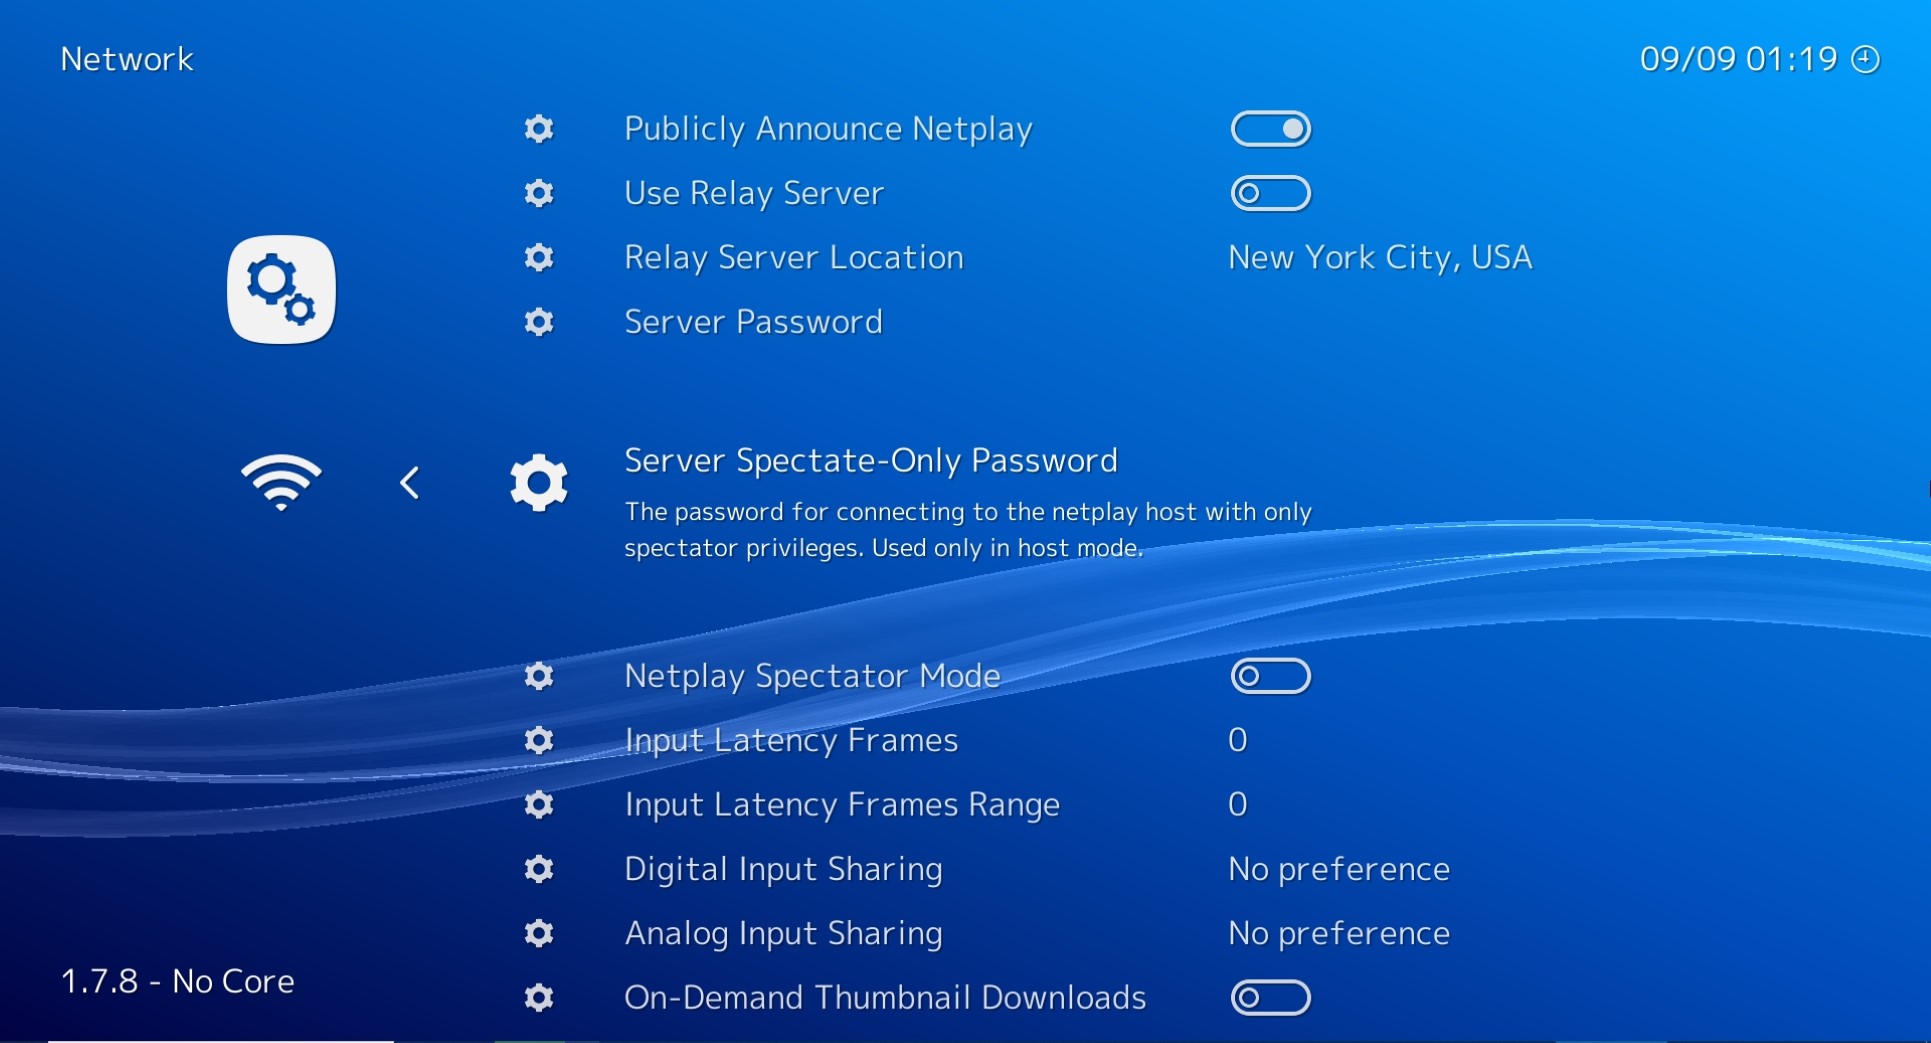 Network
09/09 01:19
Publicly Announce Netplay
Use Relay Server
Relay Server Location New York City, USA
Server Password
Server Spectate-Only Password
The password for connecting to the netplay host with only
spectator privileges. Used only in host mode.
Netplay Spectator Mode
Input Latency Frames 0
Input Latency Frames Range 0
Digital Input Sharing No preference
Analog Input Sharing No preference
On-Demand Thumbnail Downloads
1.7.8 - No Core